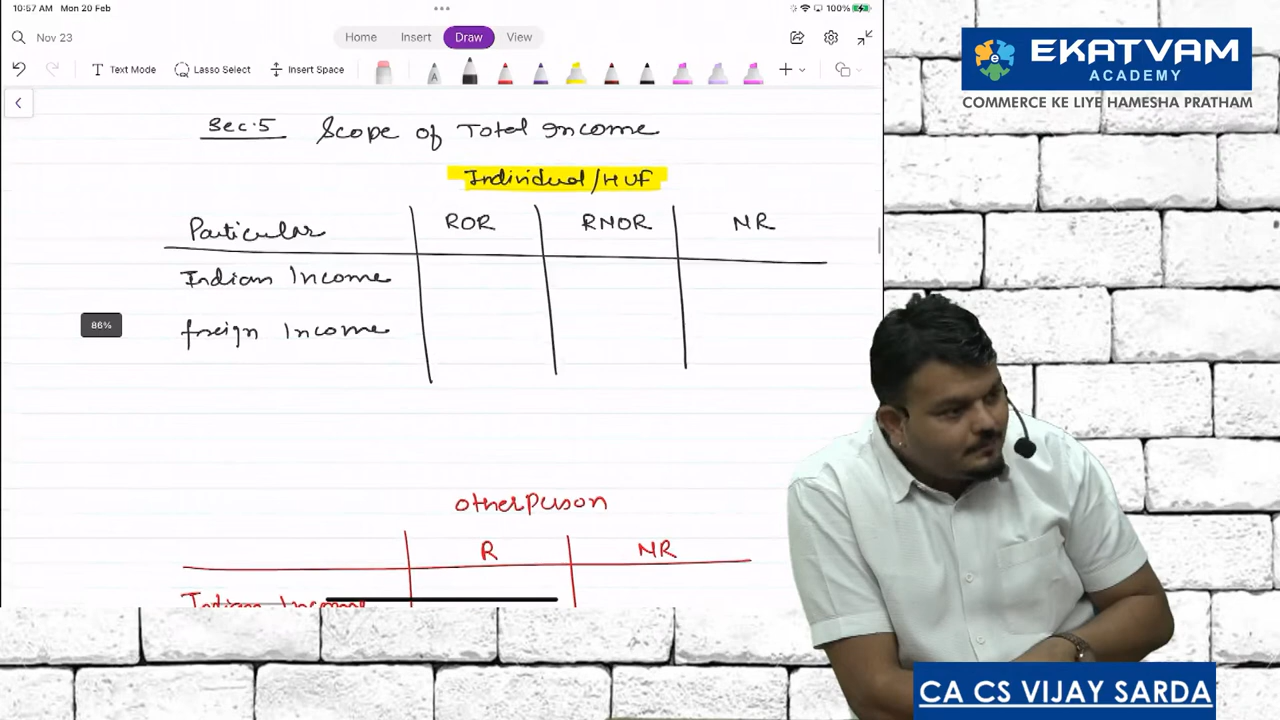 10:57 AM Mon 20 Feb
100%
Nov 23
Home Insert Draw View
Text Mode Lasso Select Insert Space
EKATVAM
ACADEMY
COMMERCE KE LIYE HAMESHA PRATHAM
Sec.5 Scope of Total Income
Individual/HUF
Particular ROR RNOR NR
Indian Income
foreign Income
86%
other Person
R NR
Indian Income
CA CS VIJAY SARDA